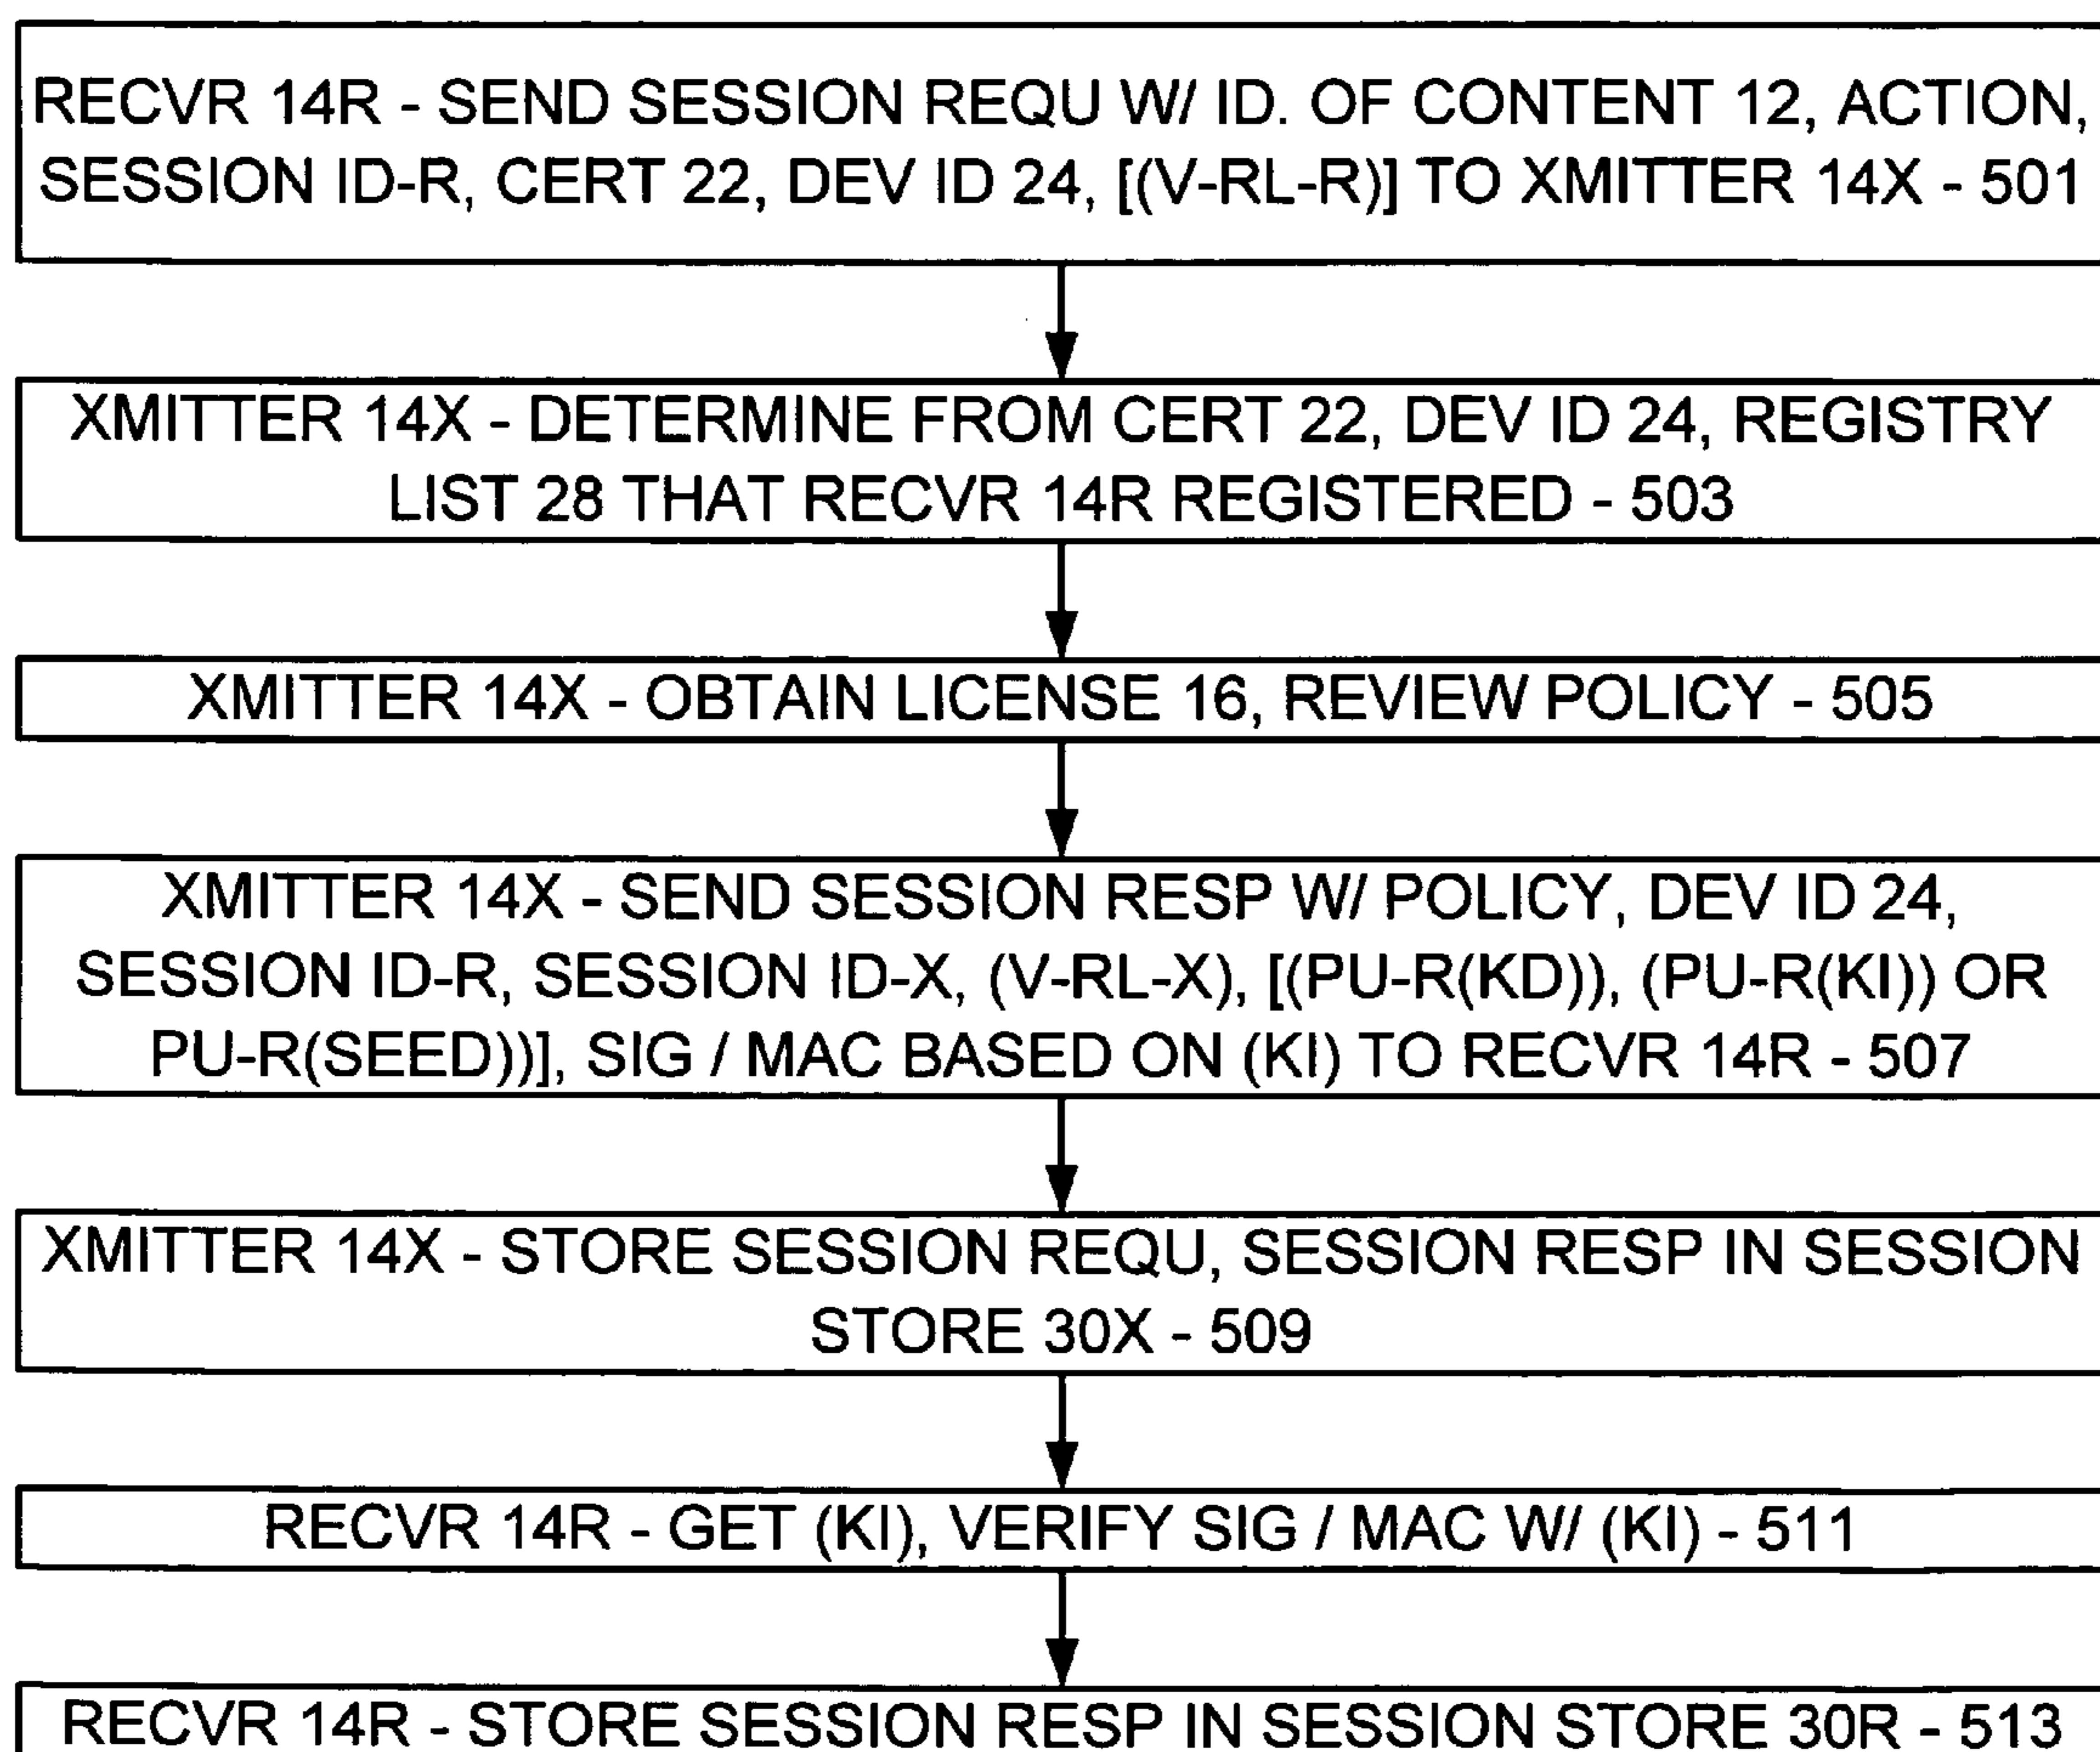 RECVR 14R - SEND SESSION REQU W/ ID. OF CONTENT 12, ACTION,
SESSION ID-R, CERT 22, DEV ID 24, [(V-RL-R)] TO XMITTER 14X - 501
XMITTER 14X - DETERMINE FROM CERT 22, DEV ID 24, REGISTRY
LIST 28 THAT RECVR 14R REGISTERED - 503
XMITTER 14X - OBTAIN LICENSE 16, REVIEW POLICY - 505
XMITTER 14X - SEND SESSION RESP W/ POLICY, DEV ID 24,
SESSION ID-R, SESSION ID-X, (V-RL-X), [(PU-R(KD)), (PU-R(KI)) OR
PU-R(SEED))], SIG / MAC BASED ON (KI) TO RECVR 14R - 507
XMITTER 14X - STORE SESSION REQU, SESSION RESP IN SESSION
STORE 30X - 509
RECVR 14R - GET (KI), VERIFY SIG / MAC W/ (KI) - 511
RECVR 14R - STORE SESSION RESP IN SESSION STORE 30R - 513